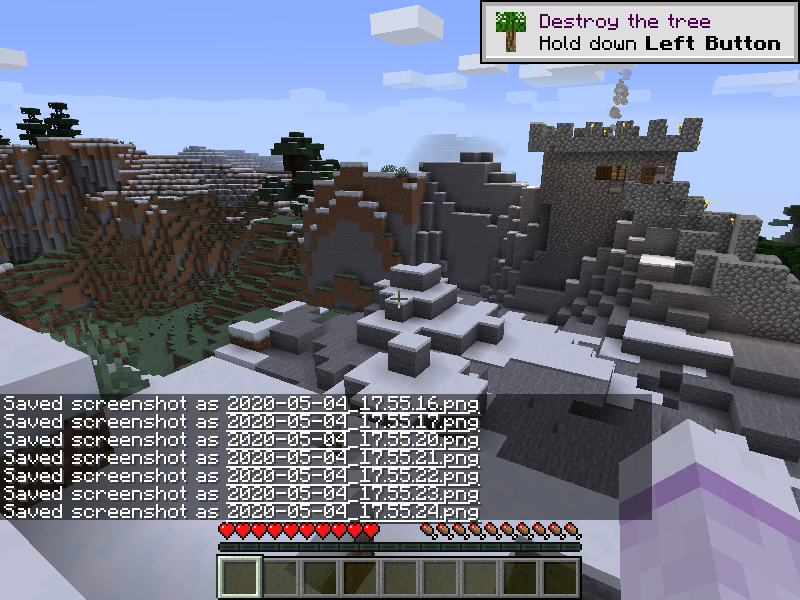 Destroy the tree
Hold down Left Button
Saved screenshot as 2020-05-04_17.55.16.png
Saved screenshot as 2020-05-04_17.55.17.png
Saved screenshot as 2020-05-04_17.55.20.png
Saved screenshot as 2020-05-04_17.55.21.png
Saved screenshot as 2020-05-04_17.55.22.png
Saved screenshot as 2020-05-04_17.55.23.png
Saved screenshot as 2020-05-04_17.55.24.png